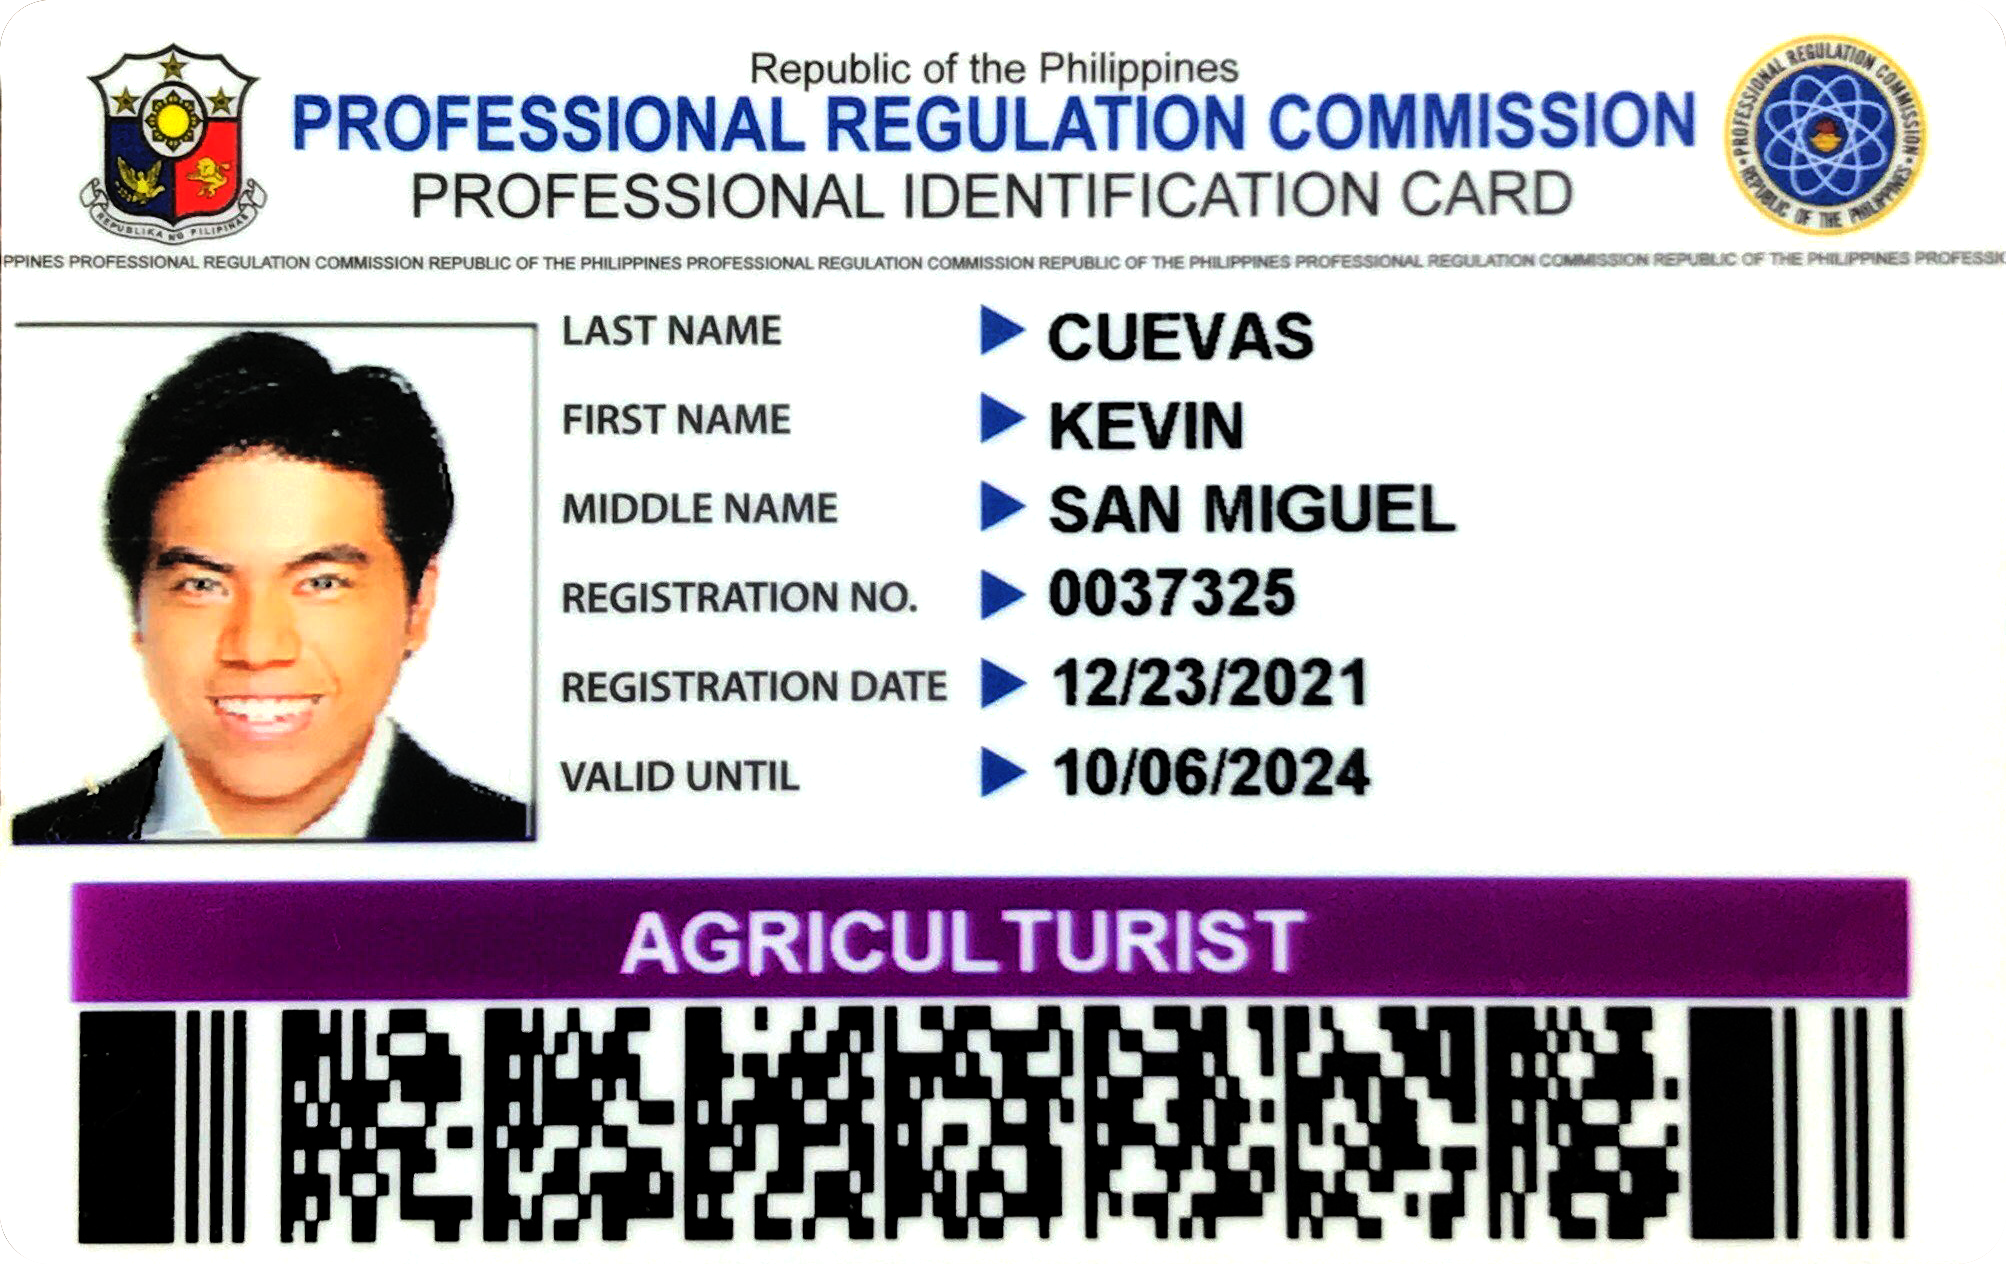 Republic of the Philippines
PROFESSIONAL REGULATION COMMISSION
PROFESSIONAL IDENTIFICATION CARD
REPUBLIKA NG PILIPINAS
PROFESSIONAL REGULATION COMMISSION
REPUBLIC OF THE PHILIPPINES
PPINES PROFESSIONAL REGULATION COMMISSION REPUBLIC OF THE PHILIPPINES PROFESSIONAL REGULATION COMMISSION REPUBLIC OF THE PHILIPPINES PROFESSIONAL REGULATION COMMISSION REPUBLIC OF THE PHILIPPINES PROFESSIO
LAST NAME CUEVAS
FIRST NAME KEVIN
MIDDLE NAME SAN MIGUEL
REGISTRATION NO. 0037325
REGISTRATION DATE 12/23/2021
VALID UNTIL 10/06/2024
AGRICULTURIST